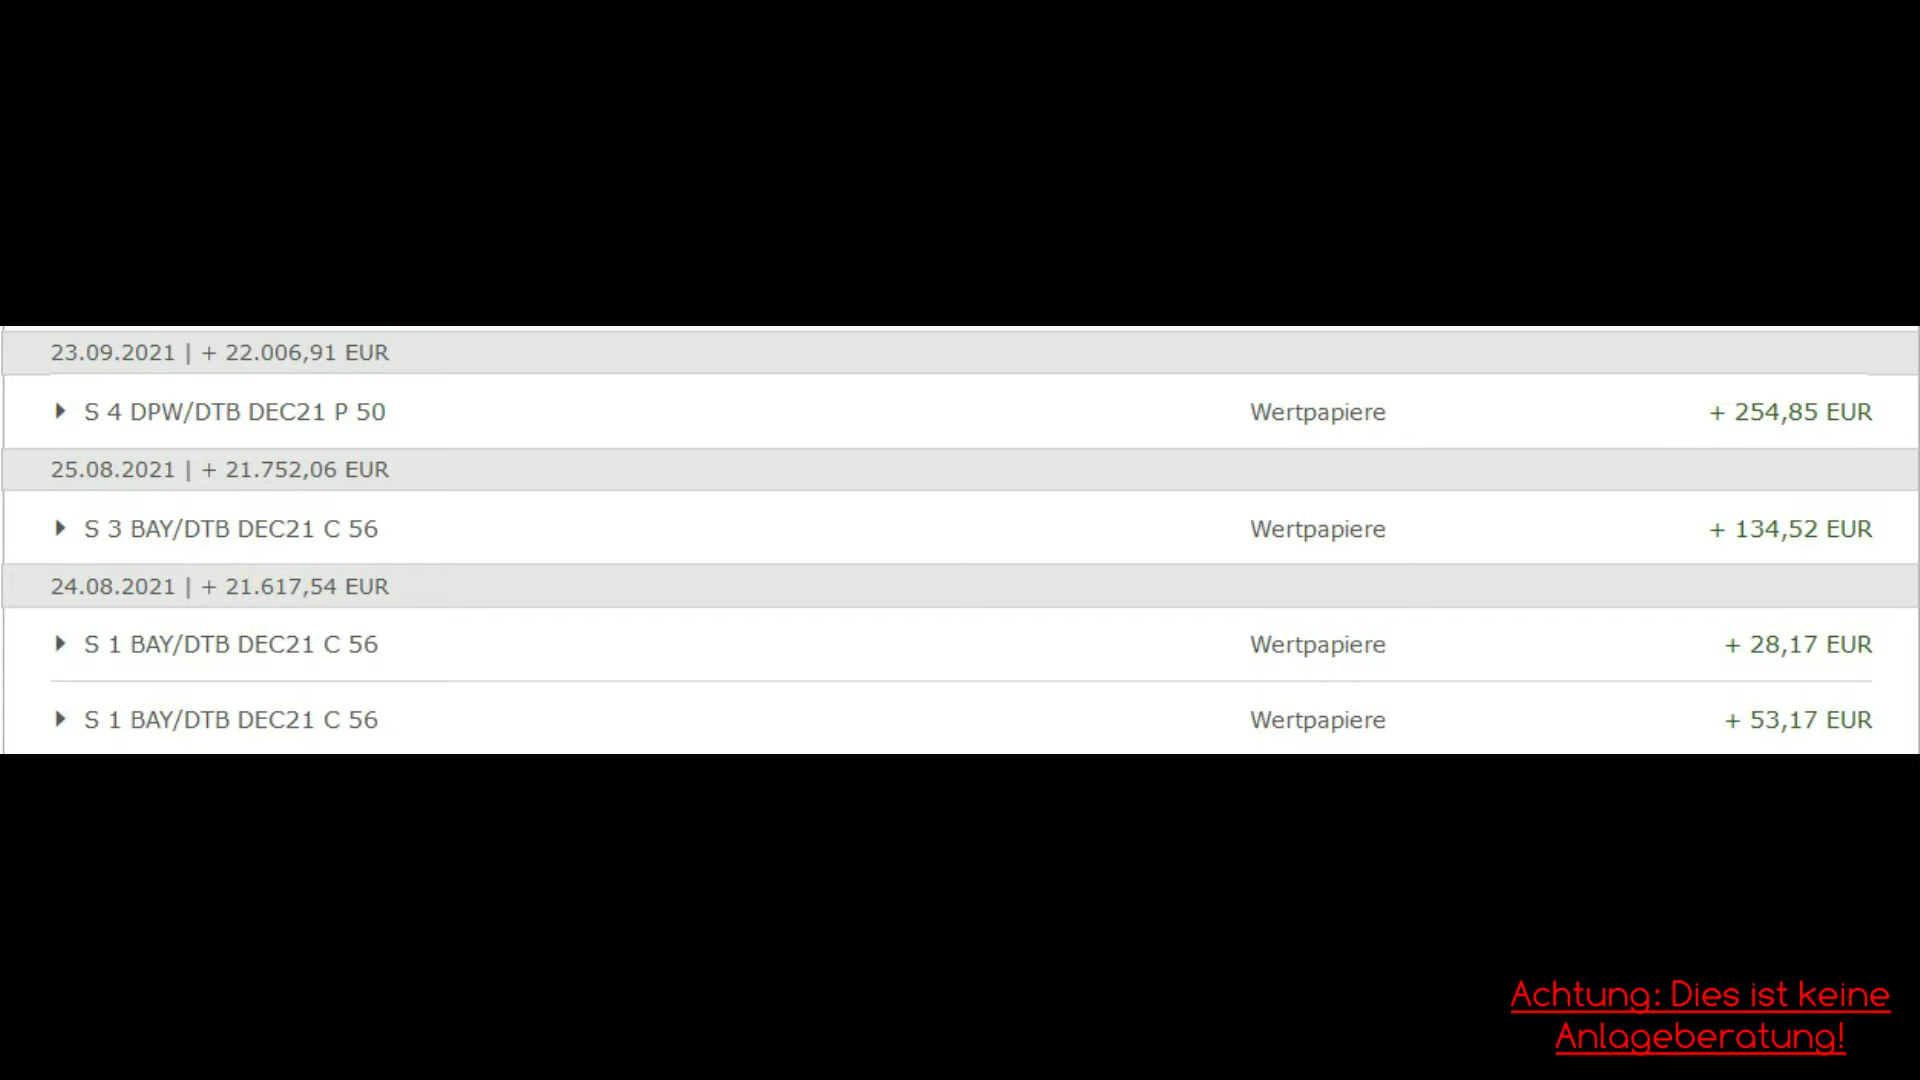 23.09.2021 | + 22.006,91 EUR
S 4 DPW/DTB DEC21 P 50 Wertpapiere + 254,85 EUR
25.08.2021 | + 21.752,06 EUR
S 3 BAY/DTB DEC21 C 56 Wertpapiere + 134,52 EUR
24.08.2021 | + 21.617,54 EUR
S 1 BAY/DTB DEC21 C 56 Wertpapiere + 28,17 EUR
S 1 BAY/DTB DEC21 C 56 Wertpapiere + 53,17 EUR
Achtung: Dies ist keine
Anlageberatung!